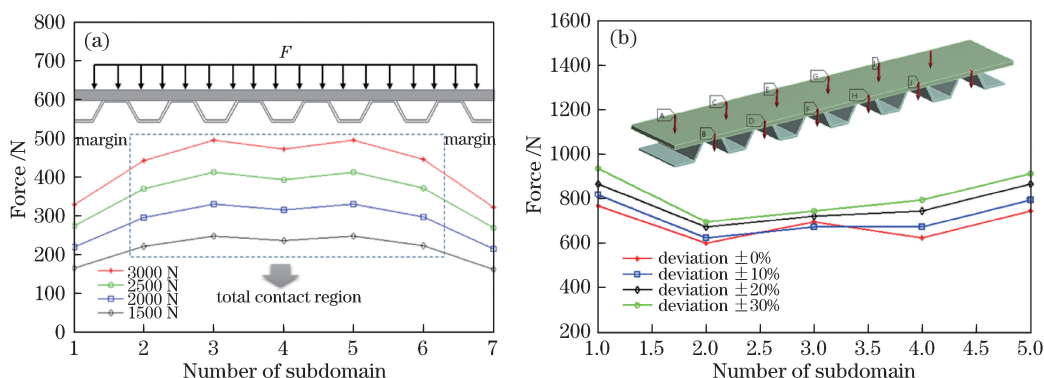 (a)
800
700
600
500
400
300
200
100
0
Force /N
F
margin
margin
total contact region
3000 N
2500 N
2000 N
1500 N
1 2 3 4 5 6 7
Number of subdomain
(b)
1600
1400
1200
1000
800
600
400
200
Force /N
A
C
E
G
B
D
F
H
J
deviation ±0%
deviation ±10%
deviation ±20%
deviation ±30%
1.0 1.5 2.0 2.5 3.0 3.5 4.0 4.5 5.0
Number of subdomain